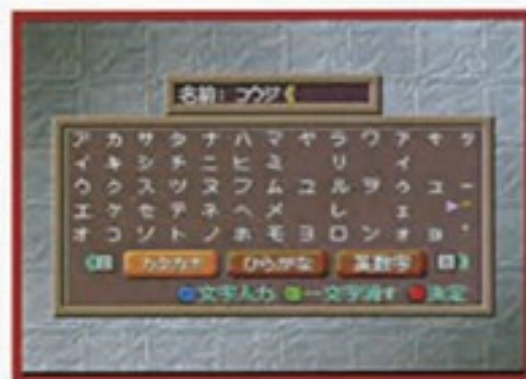 名前: コウジ
ア カ サ タ ナ ハ マ ヤ ラ ワ ァ ャ ッ
イ キ シ チ ニ ヒ ミ リ ィ
ウ ク ス ツ ヌ フ ム ユ ル ヲ ゥ ュ ー
エ ケ セ テ ネ ヘ メ レ ェ ゛
オ コ ソ ト ノ ホ モ ヨ ロ ン ォ ョ ゜
カタカナ ひらがな 英数字
文字入力 一文字消す 決定